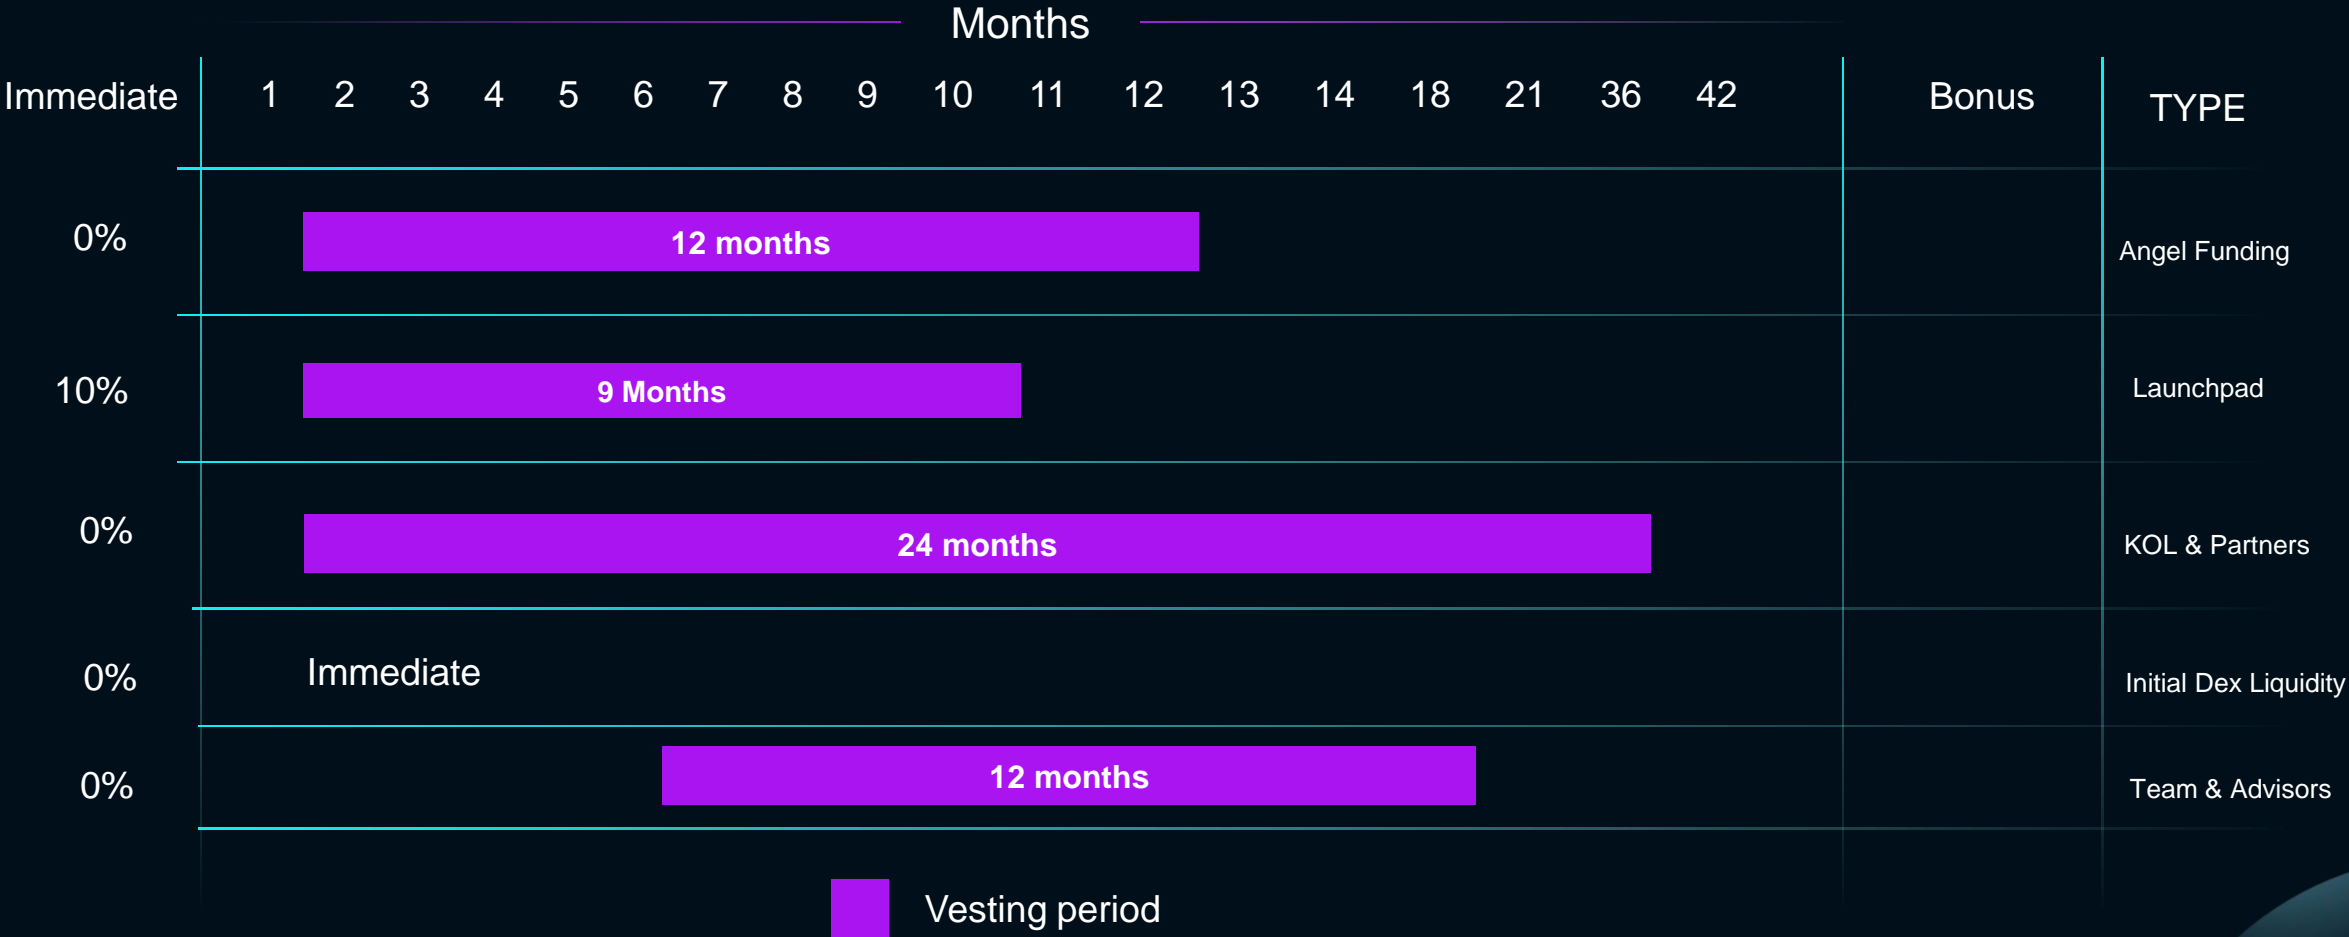 Months
Immediate 1 2 3 4 5 6 7 8 9 10 11 12 13 14 18 21 36 42 Bonus TYPE
0% 12 months Angel Funding
10% 9 Months Launchpad
0% 24 months KOL & Partners
0% Immediate Initial Dex Liquidity
0% 12 months Team & Advisors
Vesting period